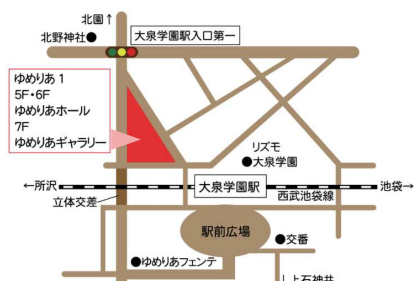 北園↑
北野神社●
大泉学園駅入口第一
ゆめりあ 1
5F・6F
ゆめりあホール
7F
ゆめりあギャラリー
リズモ
●大泉学園
←所沢
大泉学園駅
池袋→
西武池袋線
立体交差
駅前広場
●交番
●ゆめりあフェンテ
↓上石神井